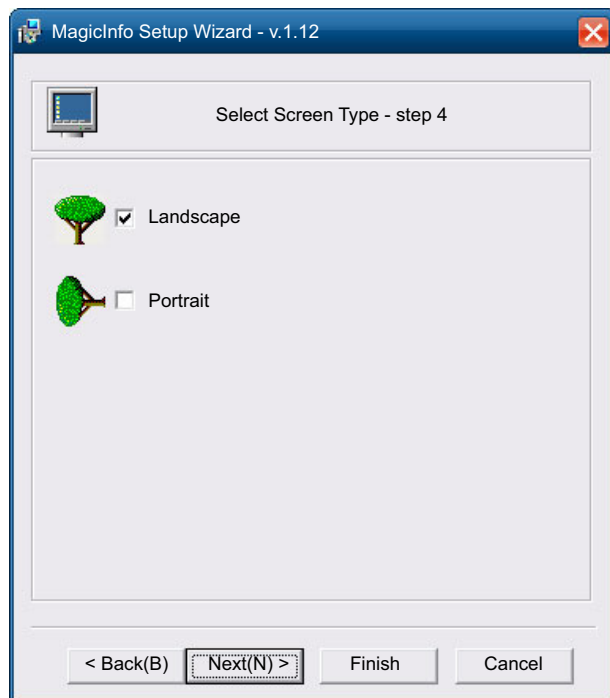 MagicInfo Setup Wizard - v.1.12
Select Screen Type - step 4
Landscape
Portrait
< Back(B) Next(N) > Finish Cancel